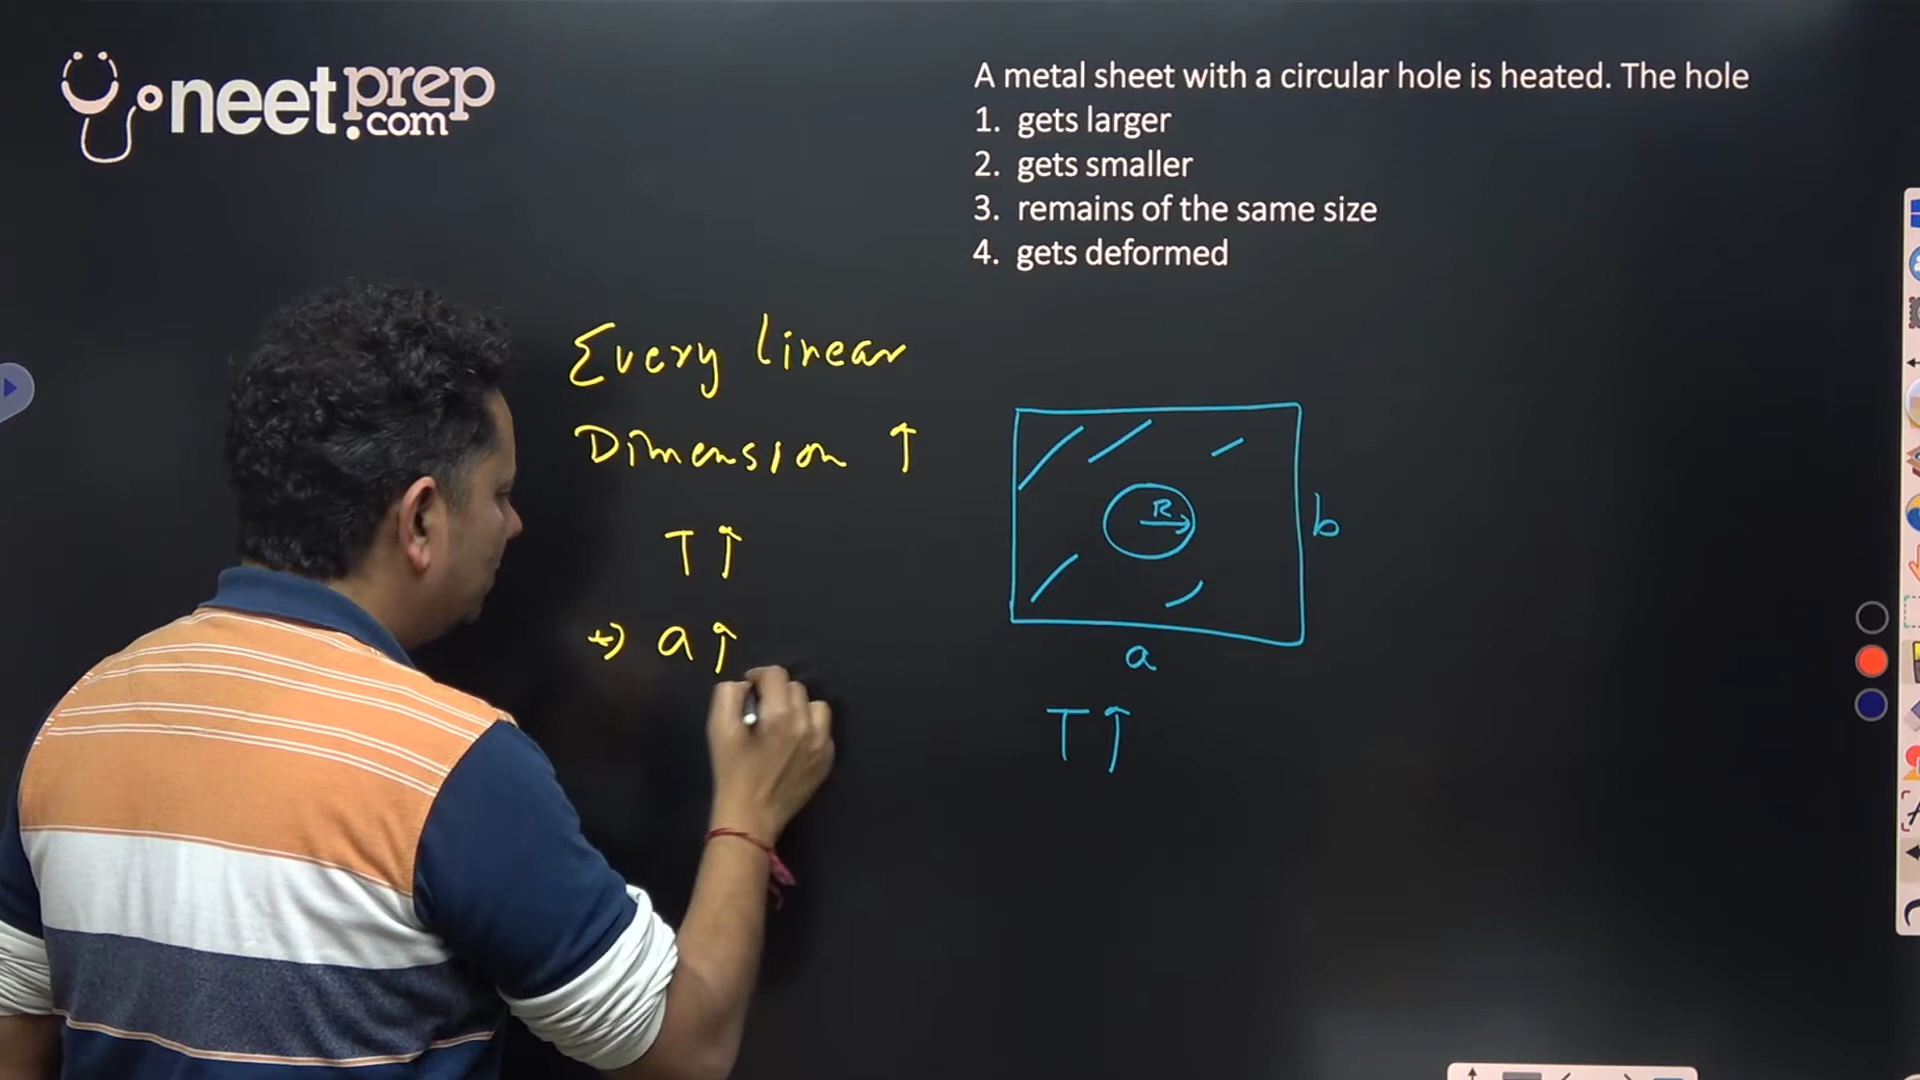 neetprep.com
A metal sheet with a circular hole is heated. The hole
1. gets larger
2. gets smaller
3. remains of the same size
4. gets deformed
Every linear
Dimension ↑
T↑
⇒ a↑
R
b
a
T↑